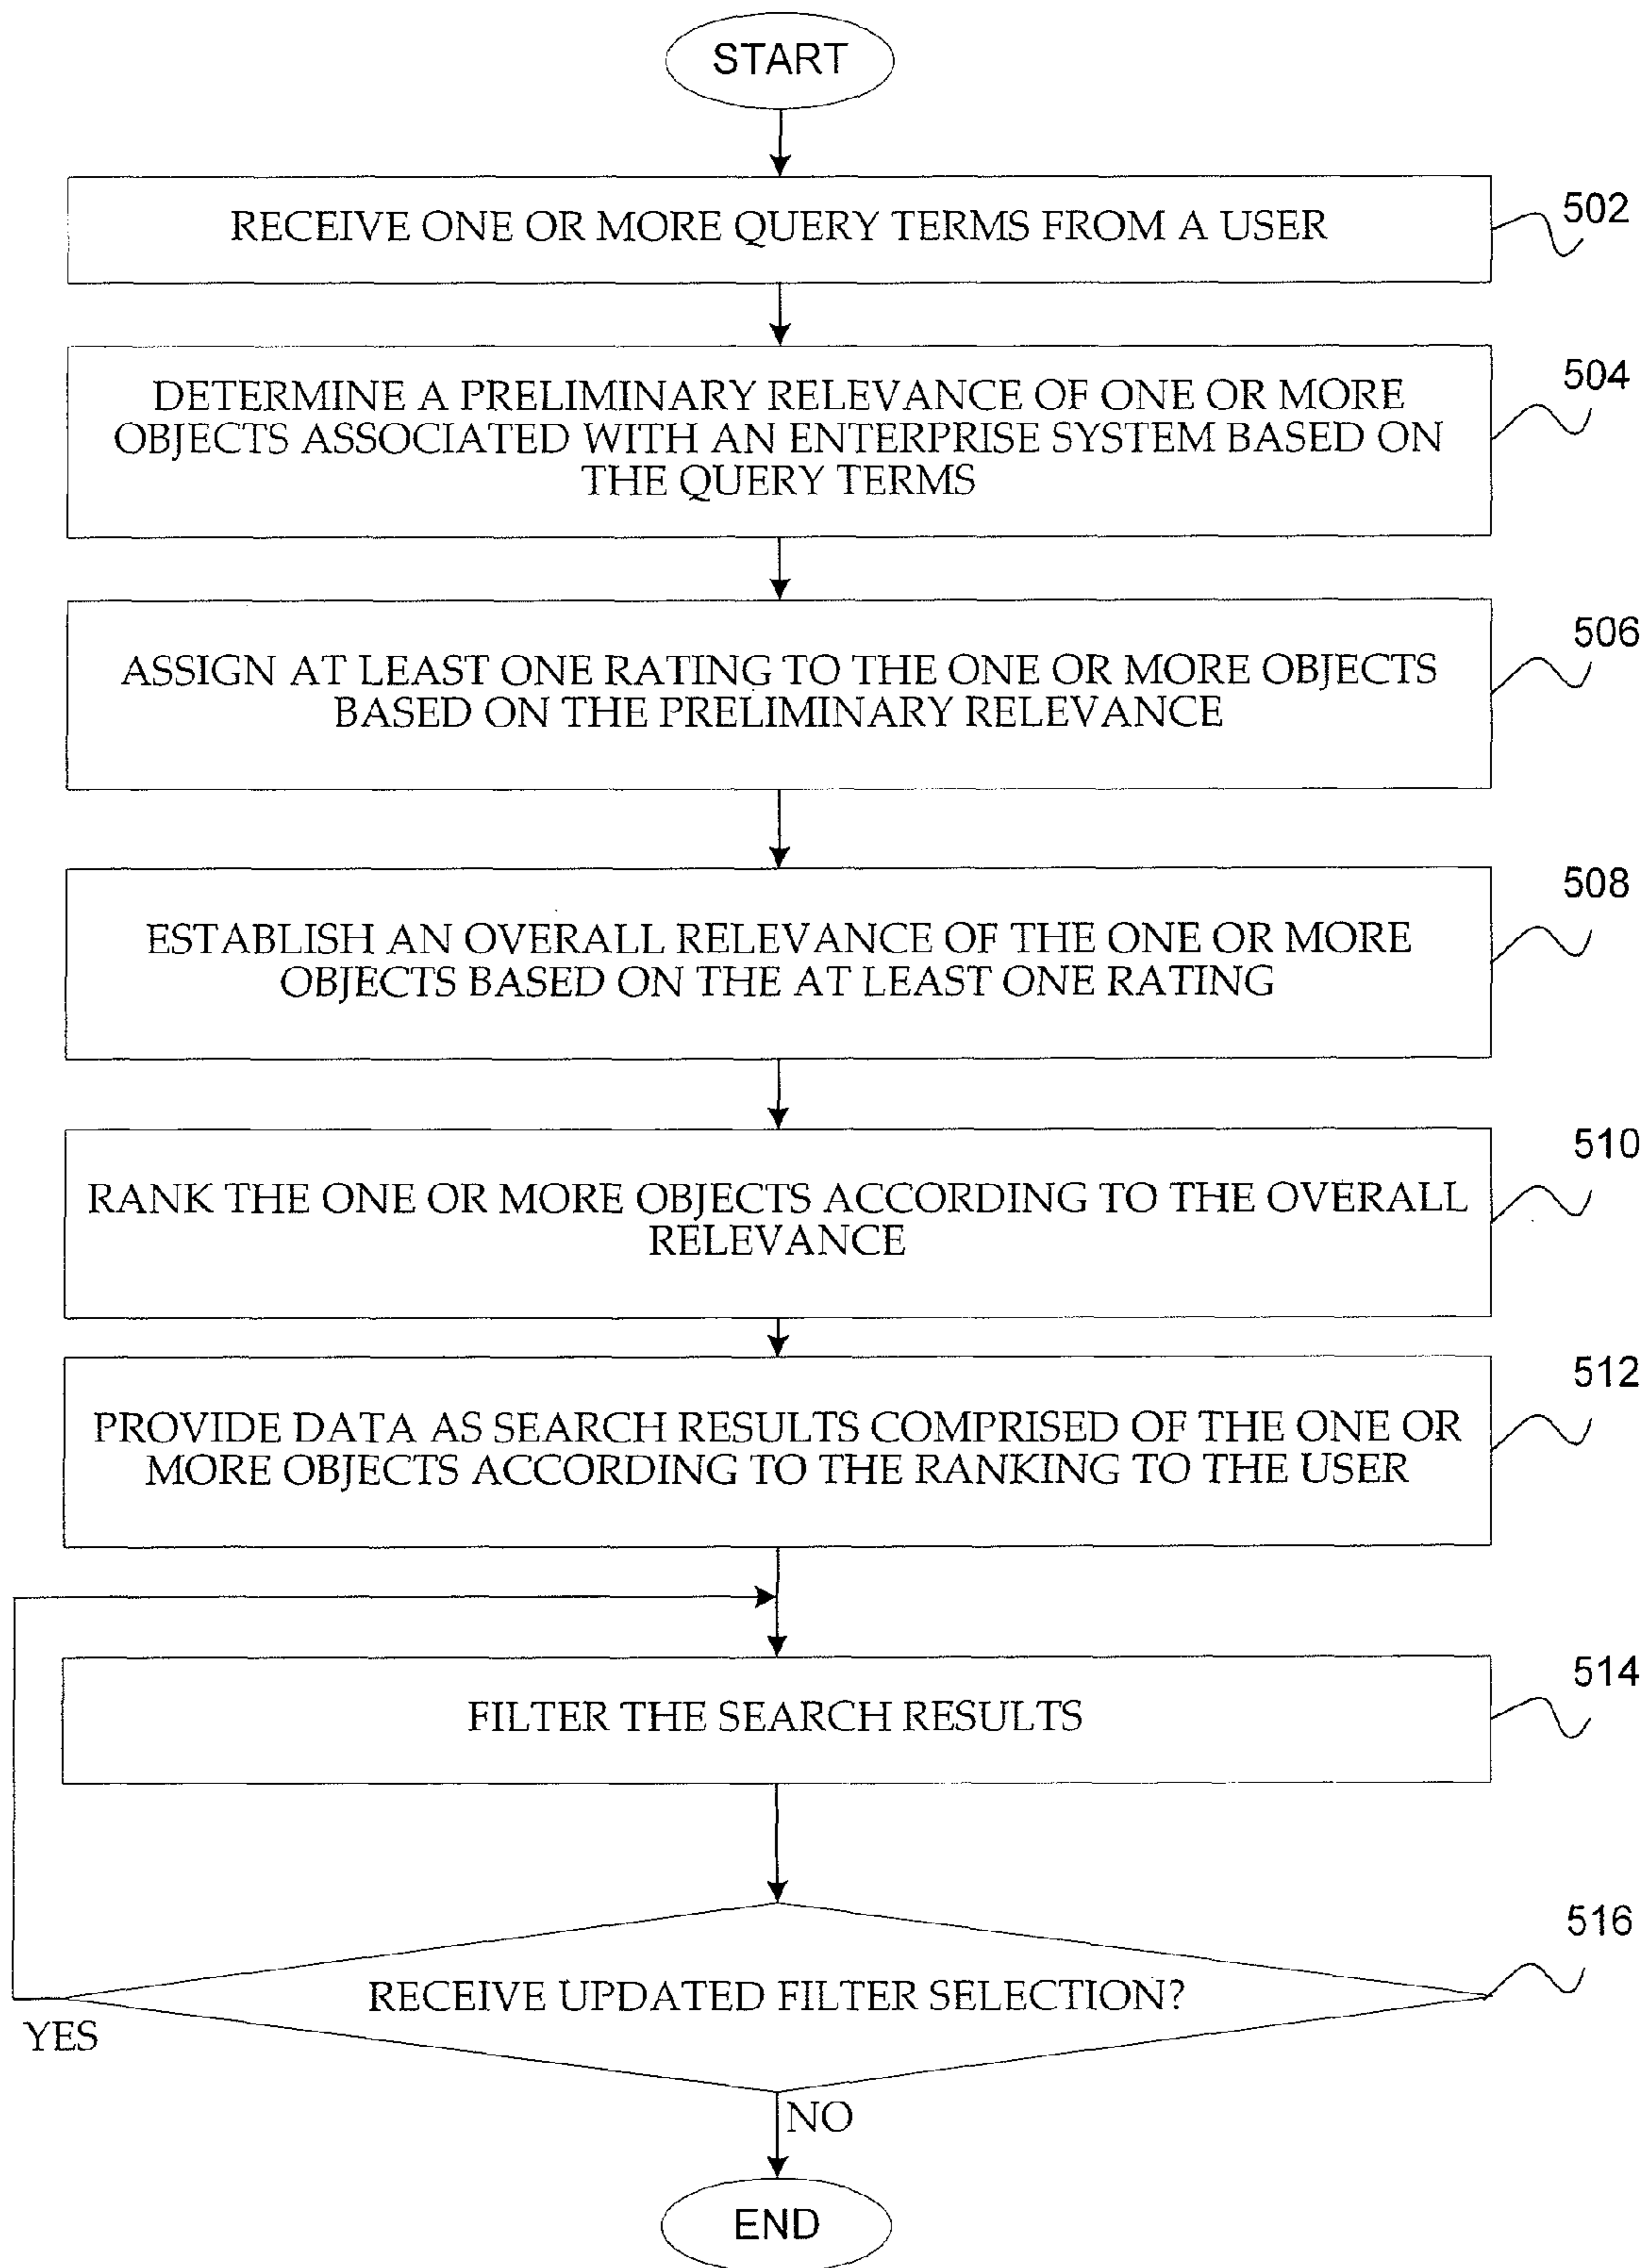 START
RECEIVE ONE OR MORE QUERY TERMS FROM A USER
502
DETERMINE A PRELIMINARY RELEVANCE OF ONE OR MORE
OBJECTS ASSOCIATED WITH AN ENTERPRISE SYSTEM BASED ON
THE QUERY TERMS
504
ASSIGN AT LEAST ONE RATING TO THE ONE OR MORE OBJECTS
BASED ON THE PRELIMINARY RELEVANCE
506
ESTABLISH AN OVERALL RELEVANCE OF THE ONE OR MORE
OBJECTS BASED ON THE AT LEAST ONE RATING
508
RANK THE ONE OR MORE OBJECTS ACCORDING TO THE OVERALL
RELEVANCE
510
PROVIDE DATA AS SEARCH RESULTS COMPRISED OF THE ONE OR
MORE OBJECTS ACCORDING TO THE RANKING TO THE USER
512
FILTER THE SEARCH RESULTS
514
RECEIVE UPDATED FILTER SELECTION?
516
YES
NO
END